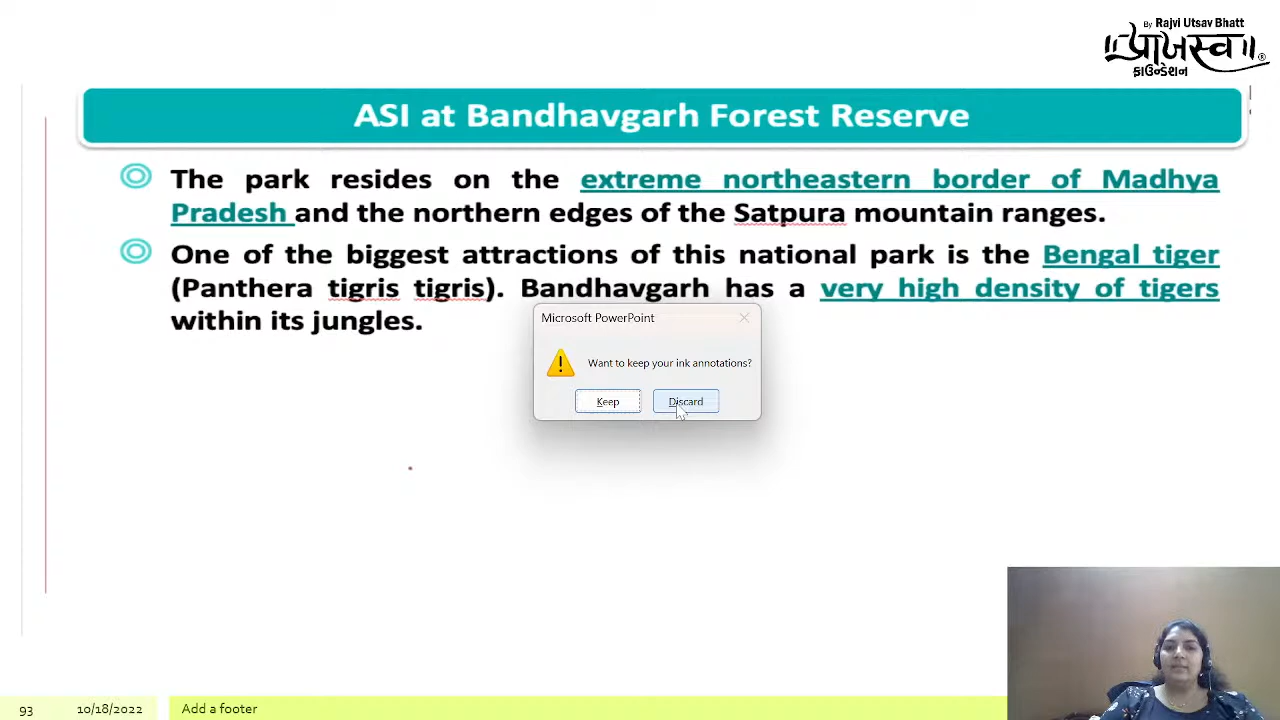 By Rajvi Utsav Bhatt
॥प्राजस्व॥
®
ફાઉન્ડેશન
ASI at Bandhavgarh Forest Reserve
The park resides on the extreme northeastern border of Madhya
Pradesh and the northern edges of the Satpura mountain ranges.
One of the biggest attractions of this national park is the Bengal tiger
(Panthera tigris tigris). Bandhavgarh has a very high density of tigers
within its jungles.
Microsoft PowerPoint
Want to keep your ink annotations?
Keep Discard
93 10/18/2022 Add a footer